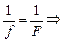 1/f = 1/F ⇒